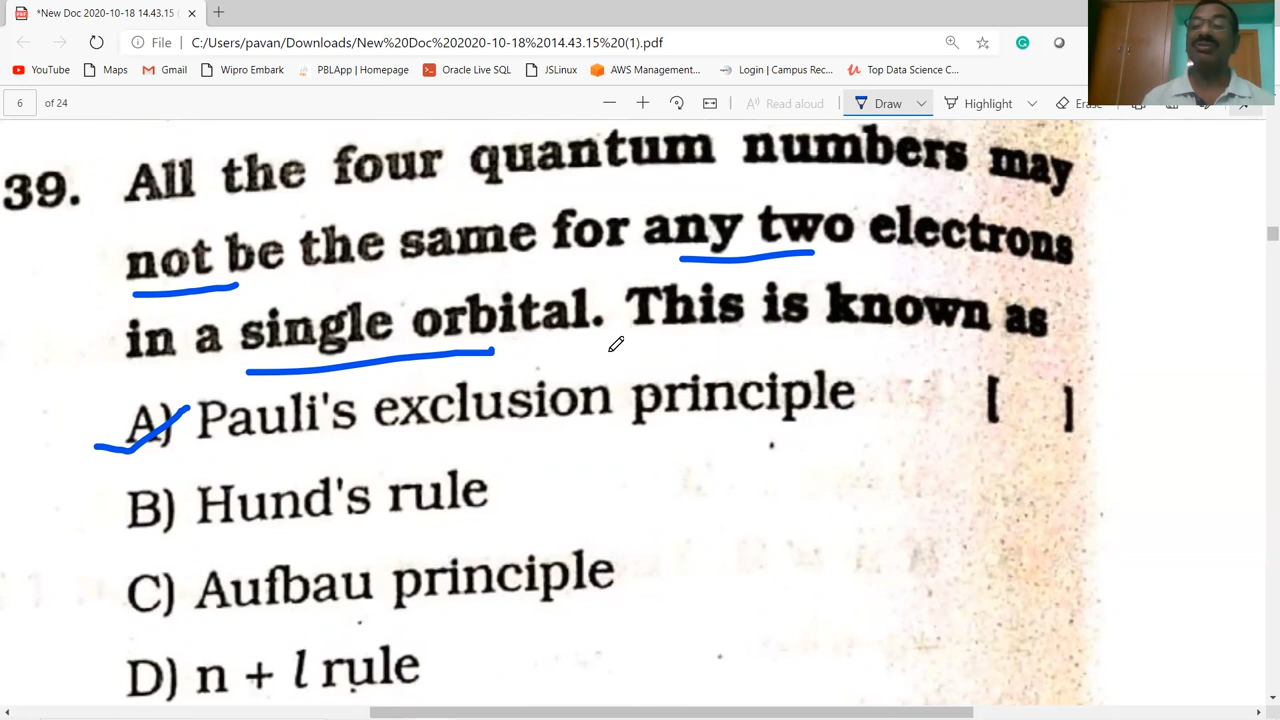 *New Doc 2020-10-18 14.43.15 (
File
C:/Users/pavan/Downloads/New%20Doc%202020-10-18%2014.43.15%20(1).pdf
YouTube Maps Gmail Wipro Embark PBLApp | Homepage Oracle Live SQL JSLinux AWS Management... Login | Campus Rec... Top Data Science C...
6 of 24 Read aloud Draw Highlight Erase
39. All the four quantum numbers may
not be the same for any two electrons
in a single orbital. This is known as
A) Pauli's exclusion principle [ ]
B) Hund's rule
C) Aufbau principle
D) n + l rule